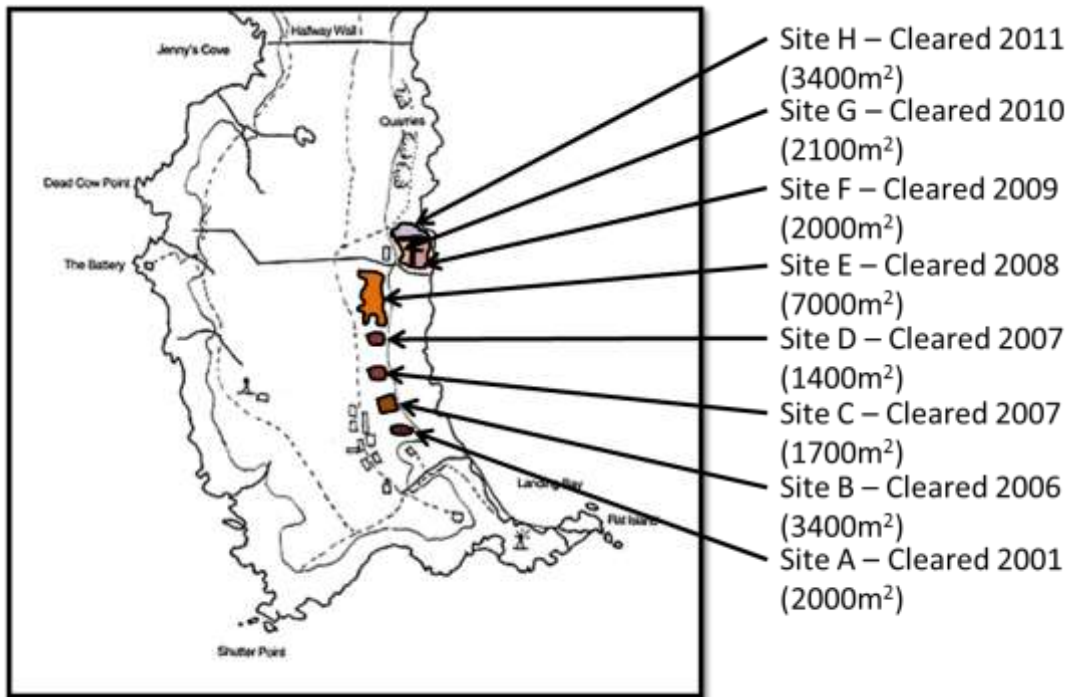 Halfway Wall
Jenny's Cove
Quarries
Dead Cow Point
The Battery
Landing Bay
Rat Island
Shutter Point
Site H – Cleared 2011
(3400m²)
Site G – Cleared 2010
(2100m²)
Site F – Cleared 2009
(2000m²)
Site E – Cleared 2008
(7000m²)
Site D – Cleared 2007
(1400m²)
Site C – Cleared 2007
(1700m²)
Site B – Cleared 2006
(3400m²)
Site A – Cleared 2001
(2000m²)